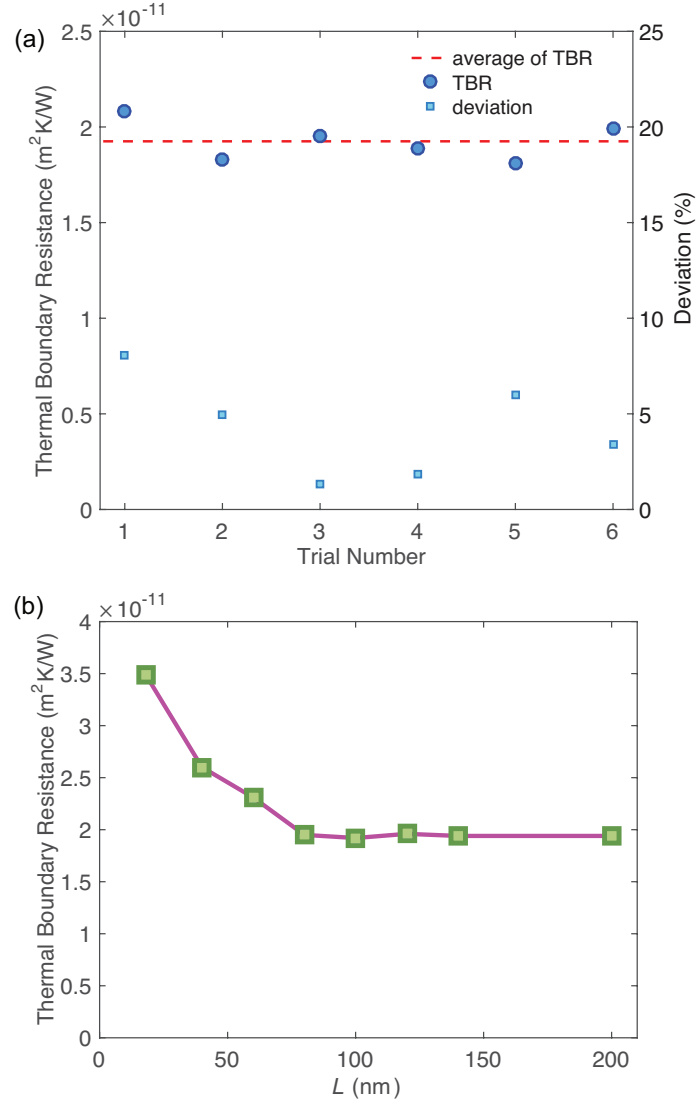 (a)
×10⁻¹¹
2.5
2
1.5
1
0.5
0
Thermal Boundary Resistance (m² K/W)
average of TBR
TBR
deviation
25
20
15
10
5
0
Deviation (%)
1 2 3 4 5 6
Trial Number
(b)
×10⁻¹¹
4
3.5
3
2.5
2
1.5
1
0.5
0
Thermal Boundary Resistance (m² K/W)
0 50 100 150 200
L (nm)